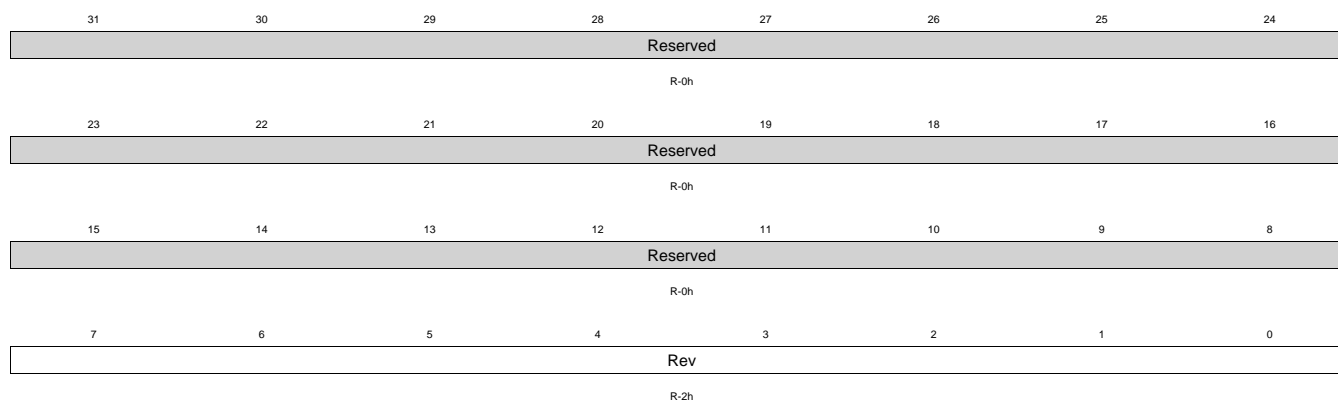 31 30 29 28 27 26 25 24
Reserved
R-0h
23 22 21 20 19 18 17 16
Reserved
R-0h
15 14 13 12 11 10 9 8
Reserved
R-0h
7 6 5 4 3 2 1 0
Rev
R-2h